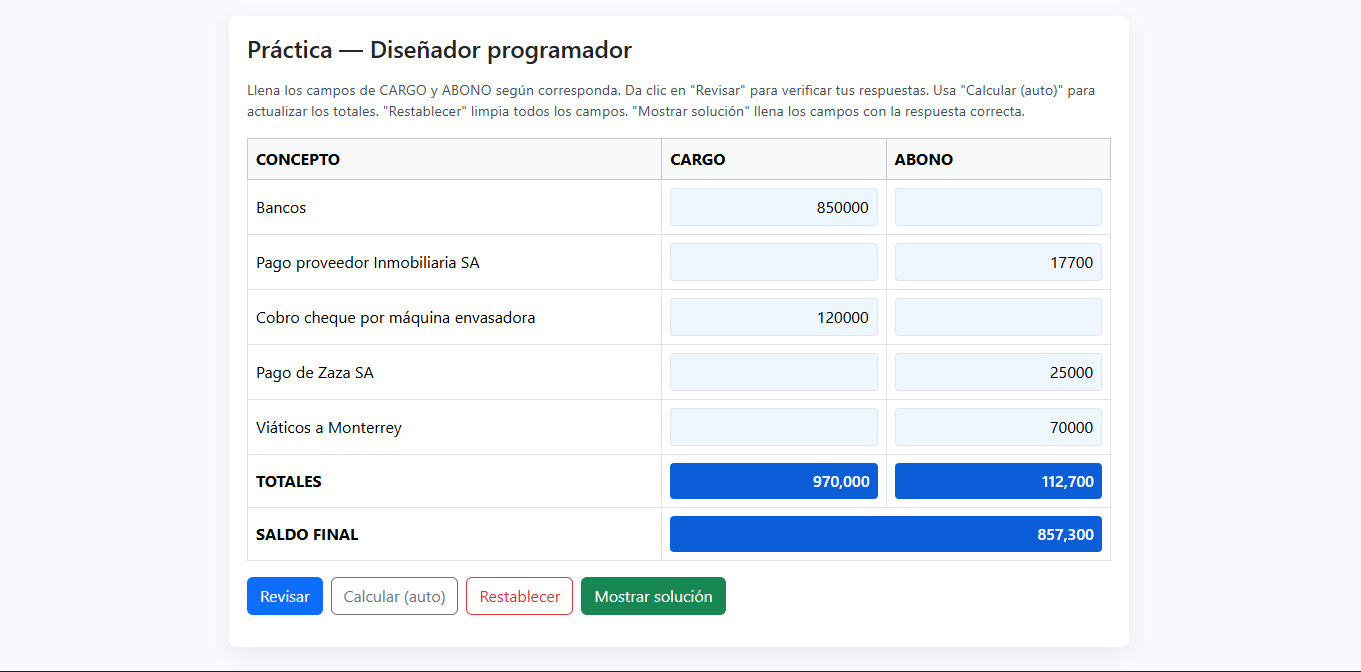 Práctica — Diseñador programador
Llena los campos de CARGO y ABONO según corresponda. Da clic en "Revisar" para verificar tus respuestas. Usa "Calcular (auto)" para
actualizar los totales. "Restablecer" limpia todos los campos. "Mostrar solución" llena los campos con la respuesta correcta.
CONCEPTO CARGO ABONO
Bancos 850000
Pago proveedor Inmobiliaria SA 17700
Cobro cheque por máquina envasadora 120000
Pago de Zaza SA 25000
Viáticos a Monterrey 70000
TOTALES 970,000 112,700
SALDO FINAL 857,300
Revisar Calcular (auto) Restablecer Mostrar solución